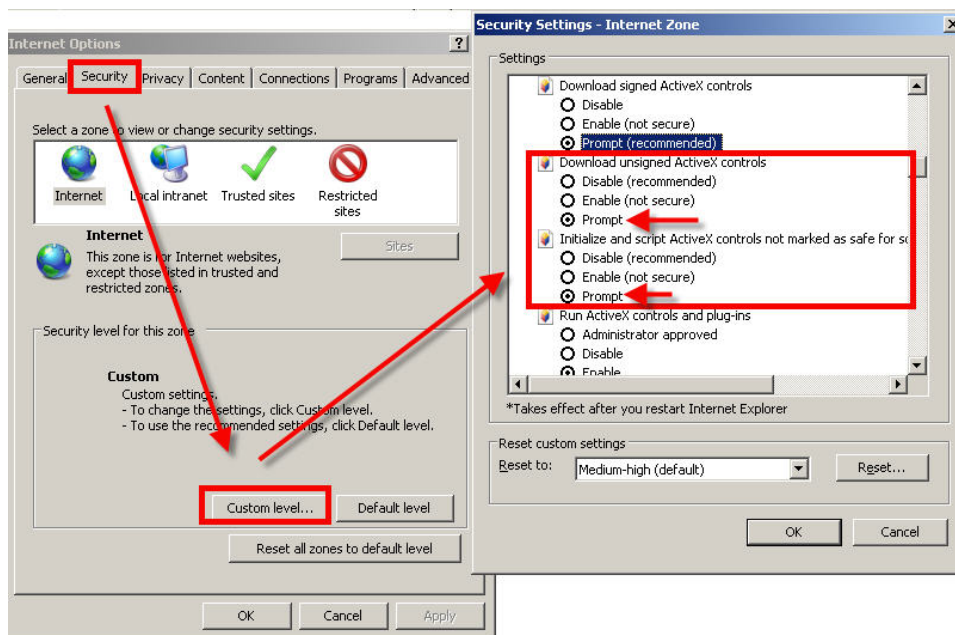 Internet Options
?
General Security Privacy Content Connections Programs Advanced
Select a zone to view or change security settings.
Internet
Local intranet
Trusted sites
Restricted
sites
Internet
This zone is for Internet websites,
except those listed in trusted and
restricted zones.
Sites
Security level for this zone
Custom
Custom settings.
- To change the settings, click Custom level.
- To use the recommended settings, click Default level.
Custom level...
Default level
Reset all zones to default level
OK
Cancel
Apply
Security Settings - Internet Zone
X
Settings
Download signed ActiveX controls
Disable
Enable (not secure)
Prompt (recommended)
Download unsigned ActiveX controls
Disable (recommended)
Enable (not secure)
Prompt
Initialize and script ActiveX controls not marked as safe for sc
Disable (recommended)
Enable (not secure)
Prompt
Run ActiveX controls and plug-ins
Administrator approved
Disable
Enable
*Takes effect after you restart Internet Explorer
Reset custom settings
Reset to:
Medium-high (default)
Reset...
OK
Cancel